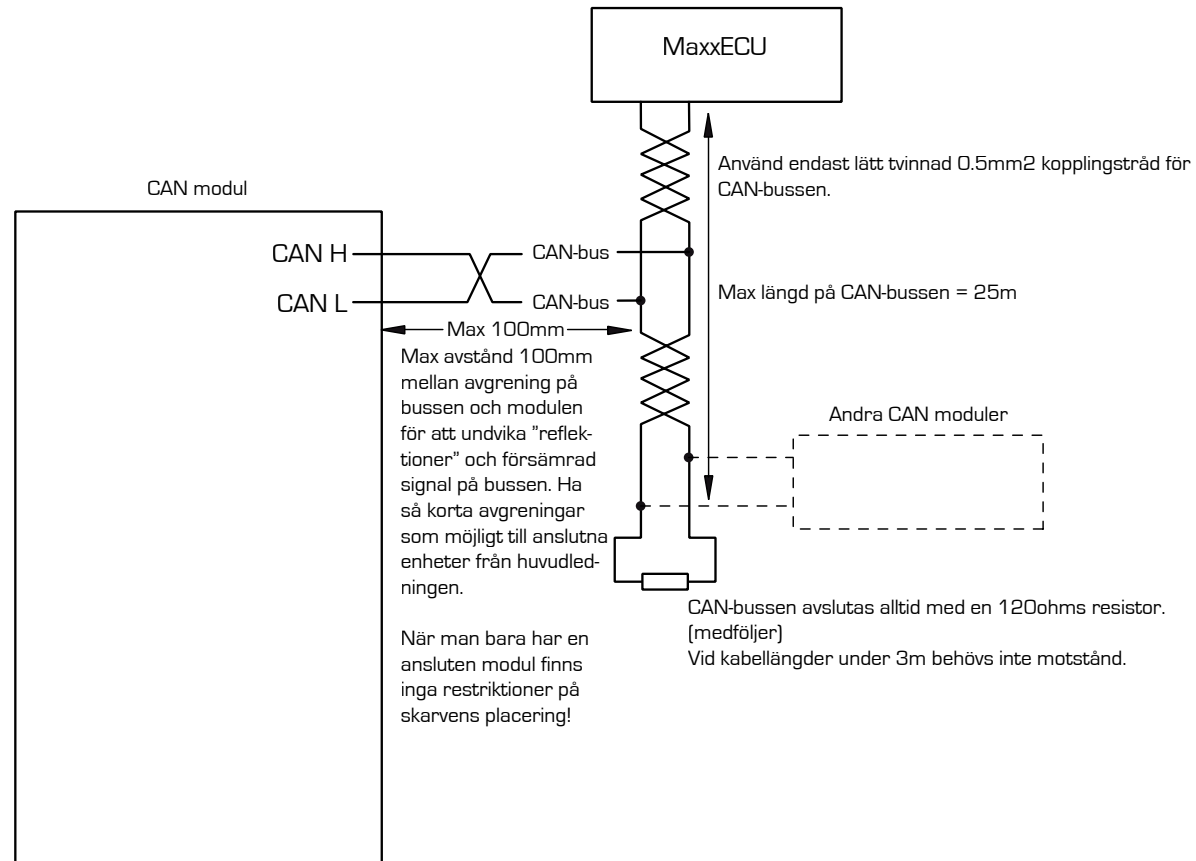 MaxxECU
Använd endast lätt tvinnad 0.5mm2 kopplingstråd för
CAN-bussen.
CAN modul
CAN H
CAN-bus
CAN L
CAN-bus
Max längd på CAN-bussen = 25m
Max 100mm
Max avstånd 100mm
mellan avgrening på
bussen och modulen
för att undvika ”reflek-
tioner” och försämrad
signal på bussen. Ha
så korta avgreningar
som möjligt till anslutna
enheter från huvudled-
ningen.
När man bara har en
ansluten modul finns
inga restriktioner på
skarvens placering!
Andra CAN moduler
CAN-bussen avslutas alltid med en 120ohms resistor.
(medföljer)
Vid kabellängder under 3m behövs inte motstånd.